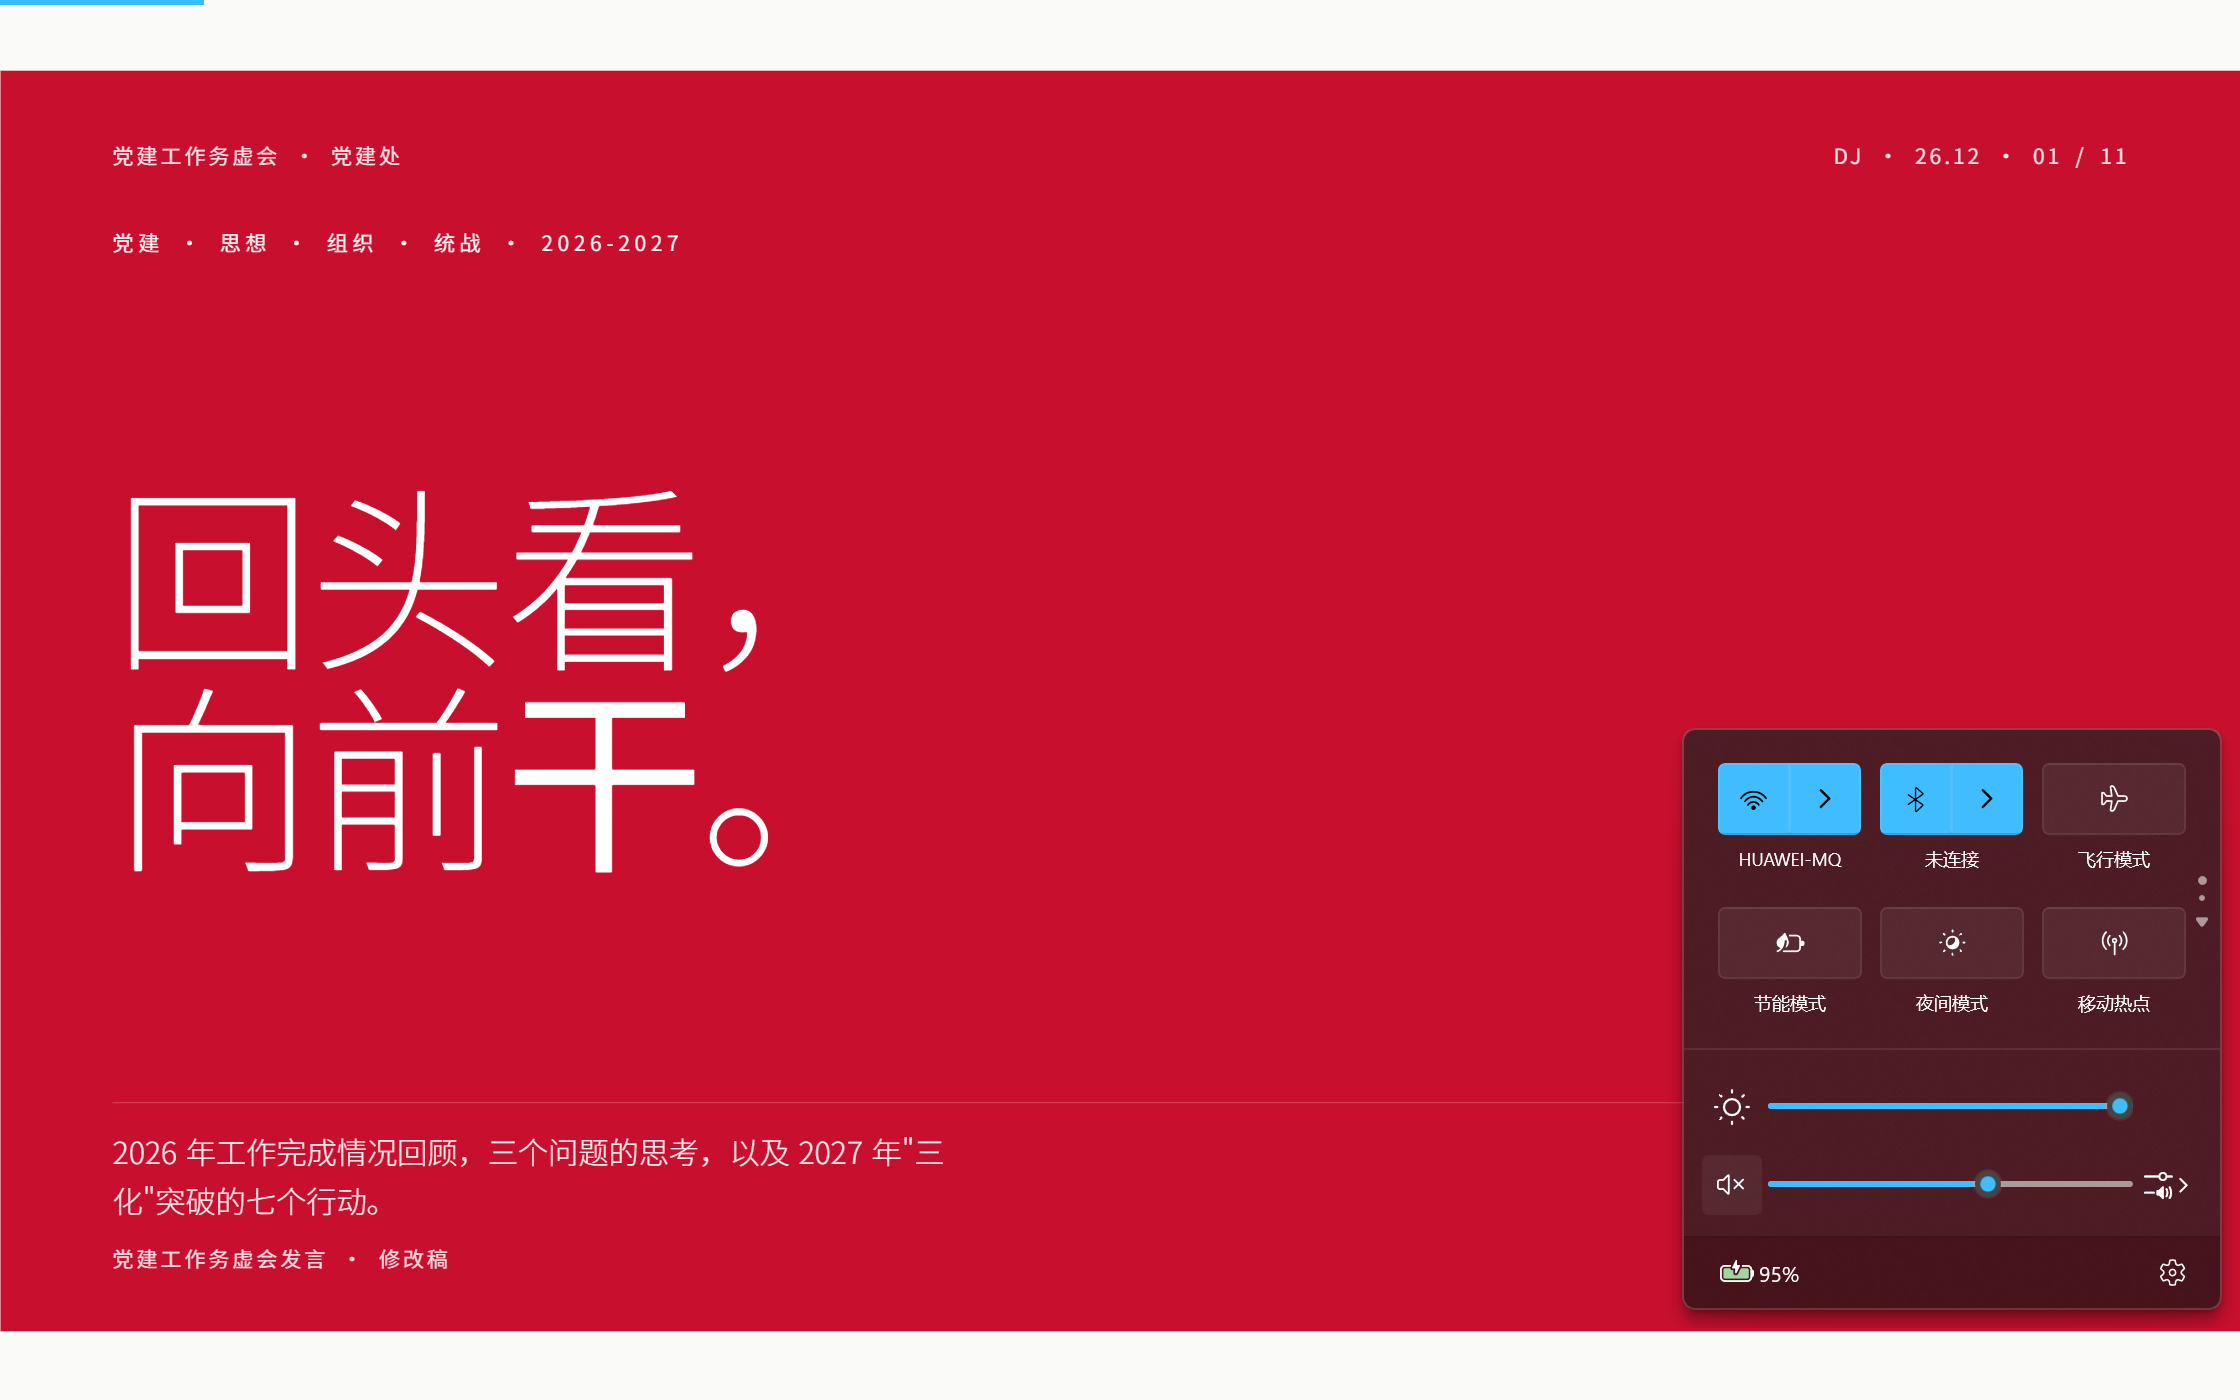 党建工作务虚会 · 党建处
DJ · 26.12 · 01 / 11
党建 · 思想 · 组织 · 统战 · 2026-2027
回头看，
向前干。
2026 年工作完成情况回顾，三个问题的思考，以及 2027 年"三
化"突破的七个行动。
党建工作务虚会发言 · 修改稿
HUAWEI-MQ
未连接
飞行模式
节能模式
夜间模式
移动热点
95%